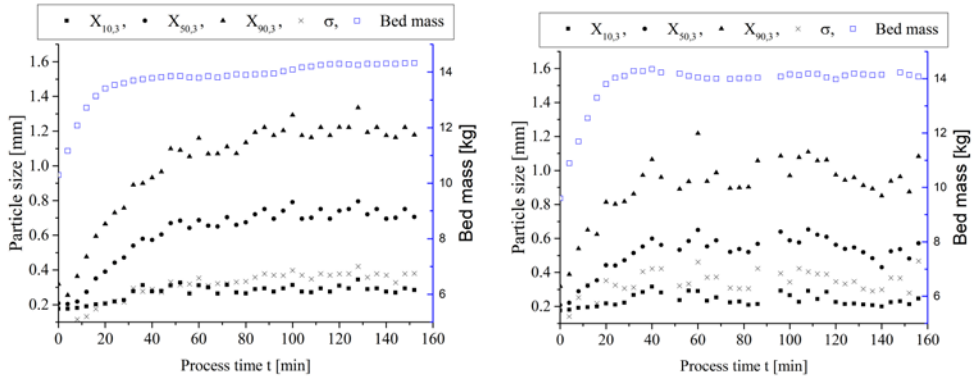 X10,3, X50,3, X90,3, σ, Bed mass
Particle size [mm]
1.6
1.4
1.2
1.0
0.8
0.6
0.4
0.2
14
12
10
8
6
Bed mass [kg]
0 20 40 60 80 100 120 140 160
Process time t [min]
X10,3, X50,3, X90,3, σ, Bed mass
Particle size [mm]
1.6
1.4
1.2
1.0
0.8
0.6
0.4
0.2
14
12
10
8
6
Bed mass [kg]
0 20 40 60 80 100 120 140 160
Process time t [min]